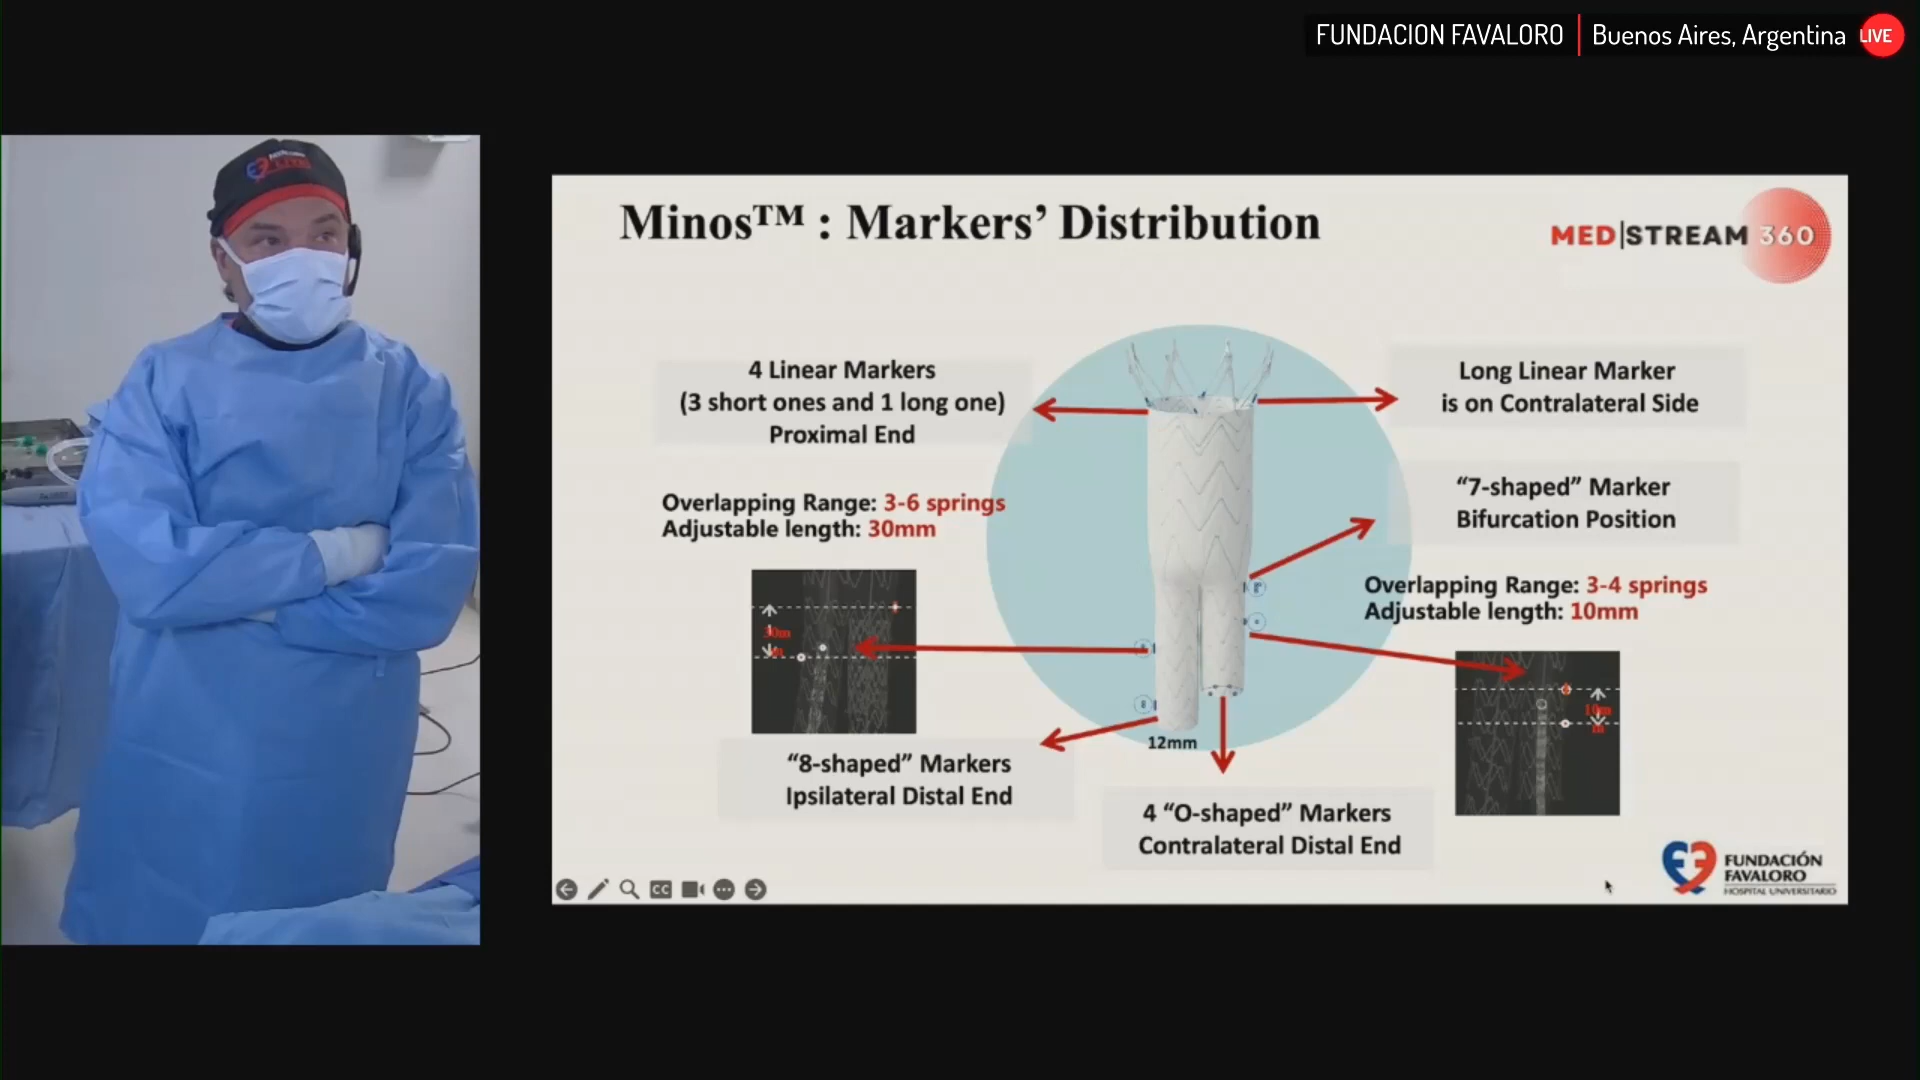 FUNDACION FAVALORO | Buenos Aires, Argentina LIVE
Minos™ : Markers’ Distribution
MED|STREAM 360
4 Linear Markers
(3 short ones and 1 long one)
Proximal End
Long Linear Marker
is on Contralateral Side
“7-shaped” Marker
Bifurcation Position
Overlapping Range: 3-6 springs
Adjustable length: 30mm
Overlapping Range: 3-4 springs
Adjustable length: 10mm
12mm
“8-shaped” Markers
Ipsilateral Distal End
4 “O-shaped” Markers
Contralateral Distal End
CC
FUNDACIÓN
FAVALORO
HOSPITAL UNIVERSITARIO